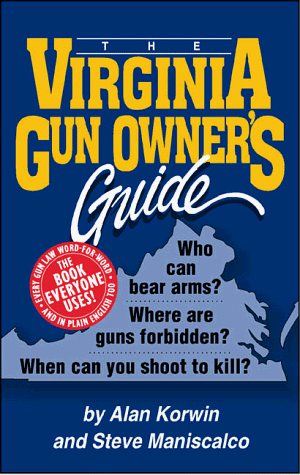 THE
VIRGINIA
GUN OWNER'S
Guide
Who
can
bear arms?
Where are
guns forbidden?
When can you shoot to kill?
• EVERY GUN LAW WORD-FOR-WORD •
THE
BOOK
EVERYONE
USES!
AND IN PLAIN ENGLISH TOO
by Alan Korwin
and Steve Maniscalco